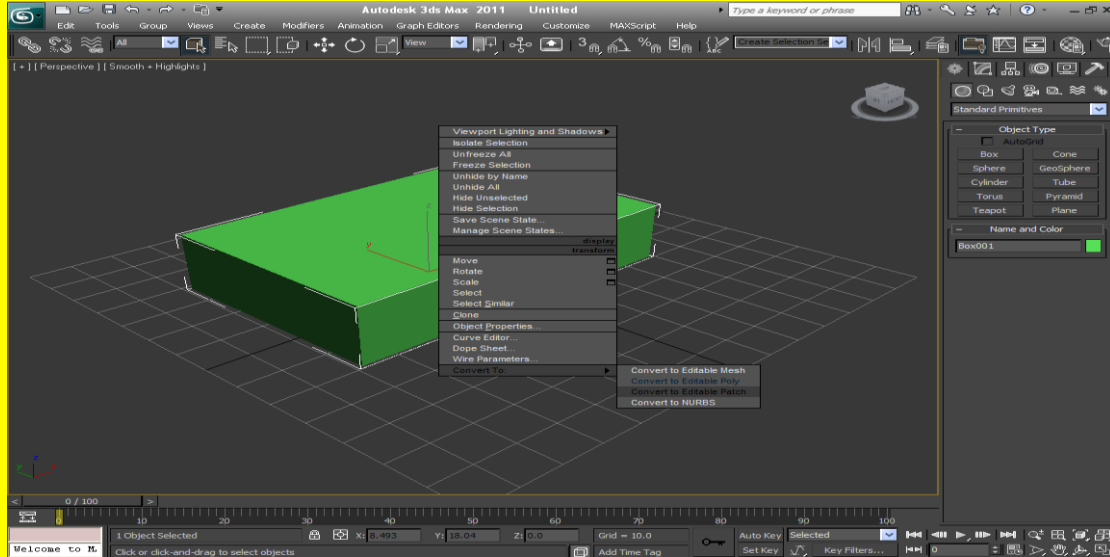 Autodesk 3ds Max 2011 Untitled
Type a keyword or phrase
Edit Tools Group Views Create Modifiers Animation Graph Editors Rendering Customize MAXScript Help
All
View
Create Selection Se
[ + ] [ Perspective ] [ Smooth + Highlights ]
Standard Primitives
Object Type
AutoGrid
Box Cone
Sphere GeoSphere
Cylinder Tube
Torus Pyramid
Teapot Plane
Name and Color
Box001
Viewport Lighting and Shadows
Isolate Selection
Unfreeze All
Freeze Selection
Unhide by Name
Unhide All
Hide Unselected
Hide Selection
Save Scene State...
Manage Scene States...
display
transform
Move
Rotate
Scale
Select
Select Similar
Clone
Object Properties...
Curve Editor...
Dope Sheet...
Wire Parameters...
Convert To:
Convert to Editable Mesh
Convert to Editable Poly
Convert to Editable Patch
Convert to NURBS
z
y
z
y
0 / 100
0 10 20 30 40 50 60 70 80 90 100
1 Object Selected
X: 8.493 Y: 18.04 Z: 0.0
Grid = 10.0
Auto Key Selected
Welcome to M
Click or click-and-drag to select objects
Add Time Tag
Set Key Key Filters...
0